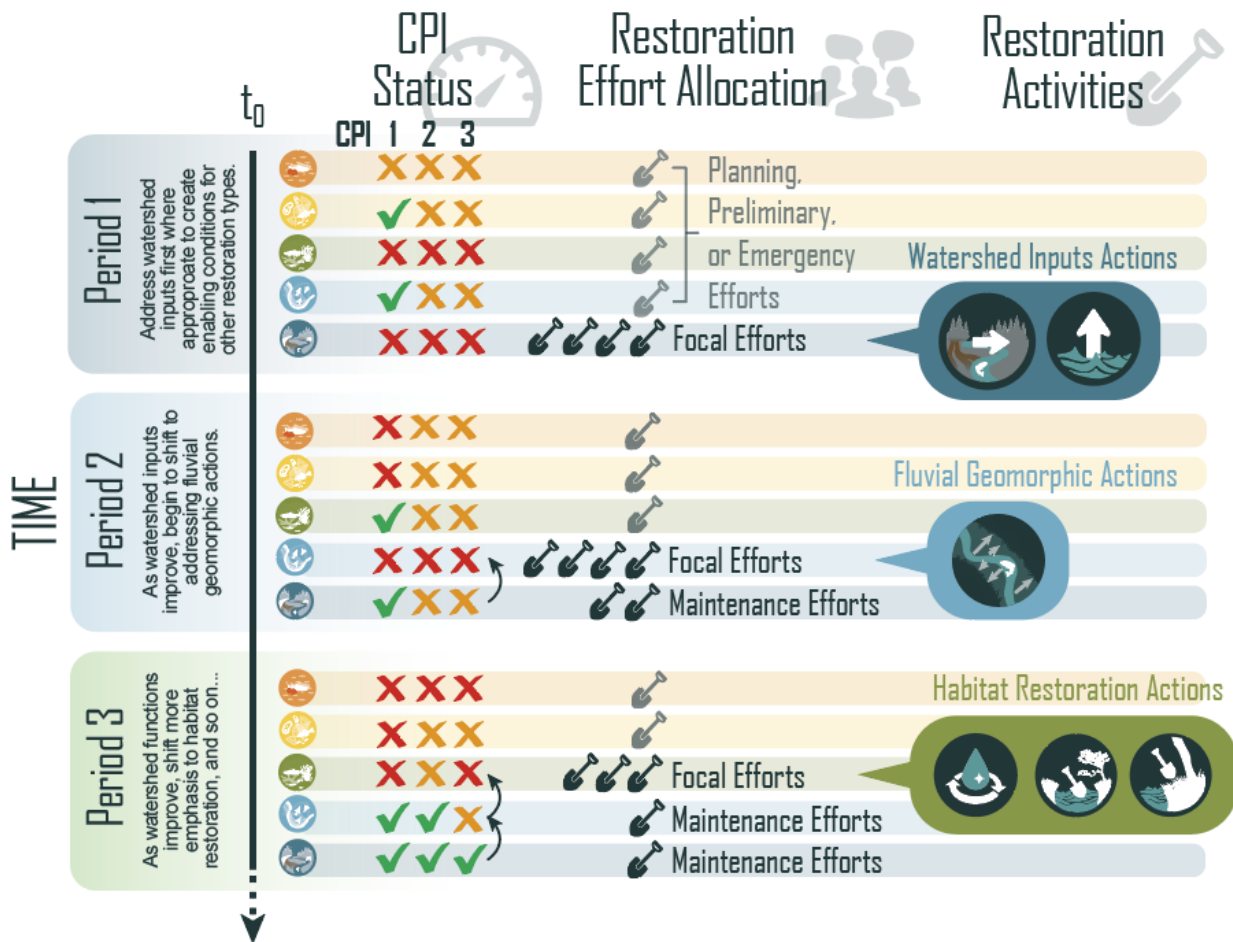 CPI
Status
Restoration
Effort Allocation
Restoration
Activities
t0
CPI 1 2 3
TIME
Period 1
Address watershed
inputs first where
approproate to create
enabling conditions for
other restoration types.
Planning,
Preliminary,
or Emergency
Efforts
Focal Efforts
Watershed Inputs Actions
Period 2
As watershed inputs
improve, begin to shift to
addressing fluvial
geomorphic actions.
Focal Efforts
Maintenance Efforts
Fluvial Geomorphic Actions
Period 3
As watershed functions
improve, shift more
emphasis to habitat
restoration, and so on...
Focal Efforts
Maintenance Efforts
Maintenance Efforts
Habitat Restoration Actions